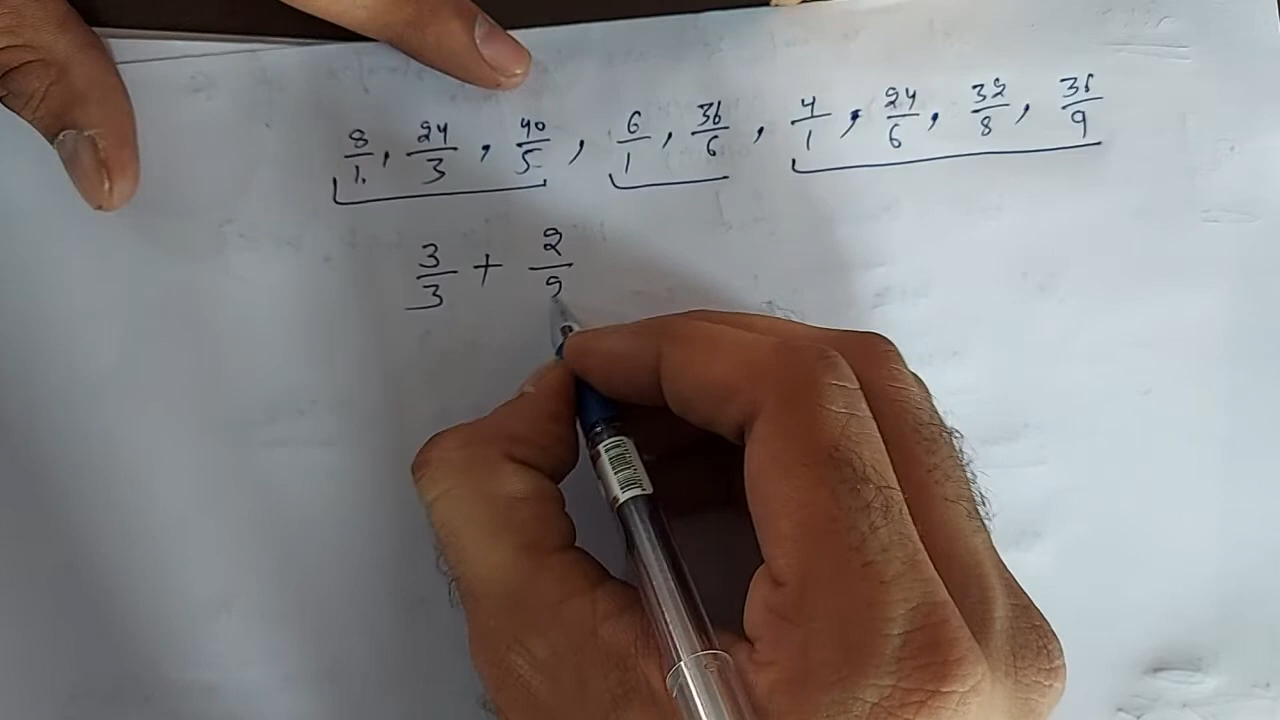 8/1, 24/3, 40/5, 6/1, 36/6, 4/1, 24/6, 32/8, 36/9
3/3 + 2/9